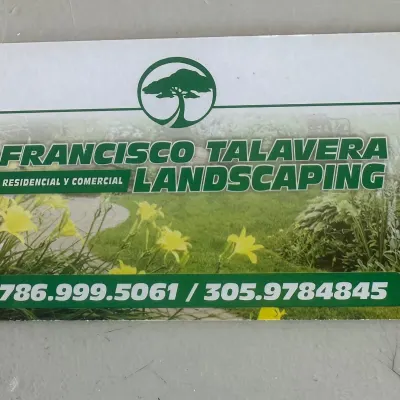 FRANCISCO TALAVERA
RESIDENCIAL Y COMERCIAL LANDSCAPING
786.999.5061 / 305.9784845